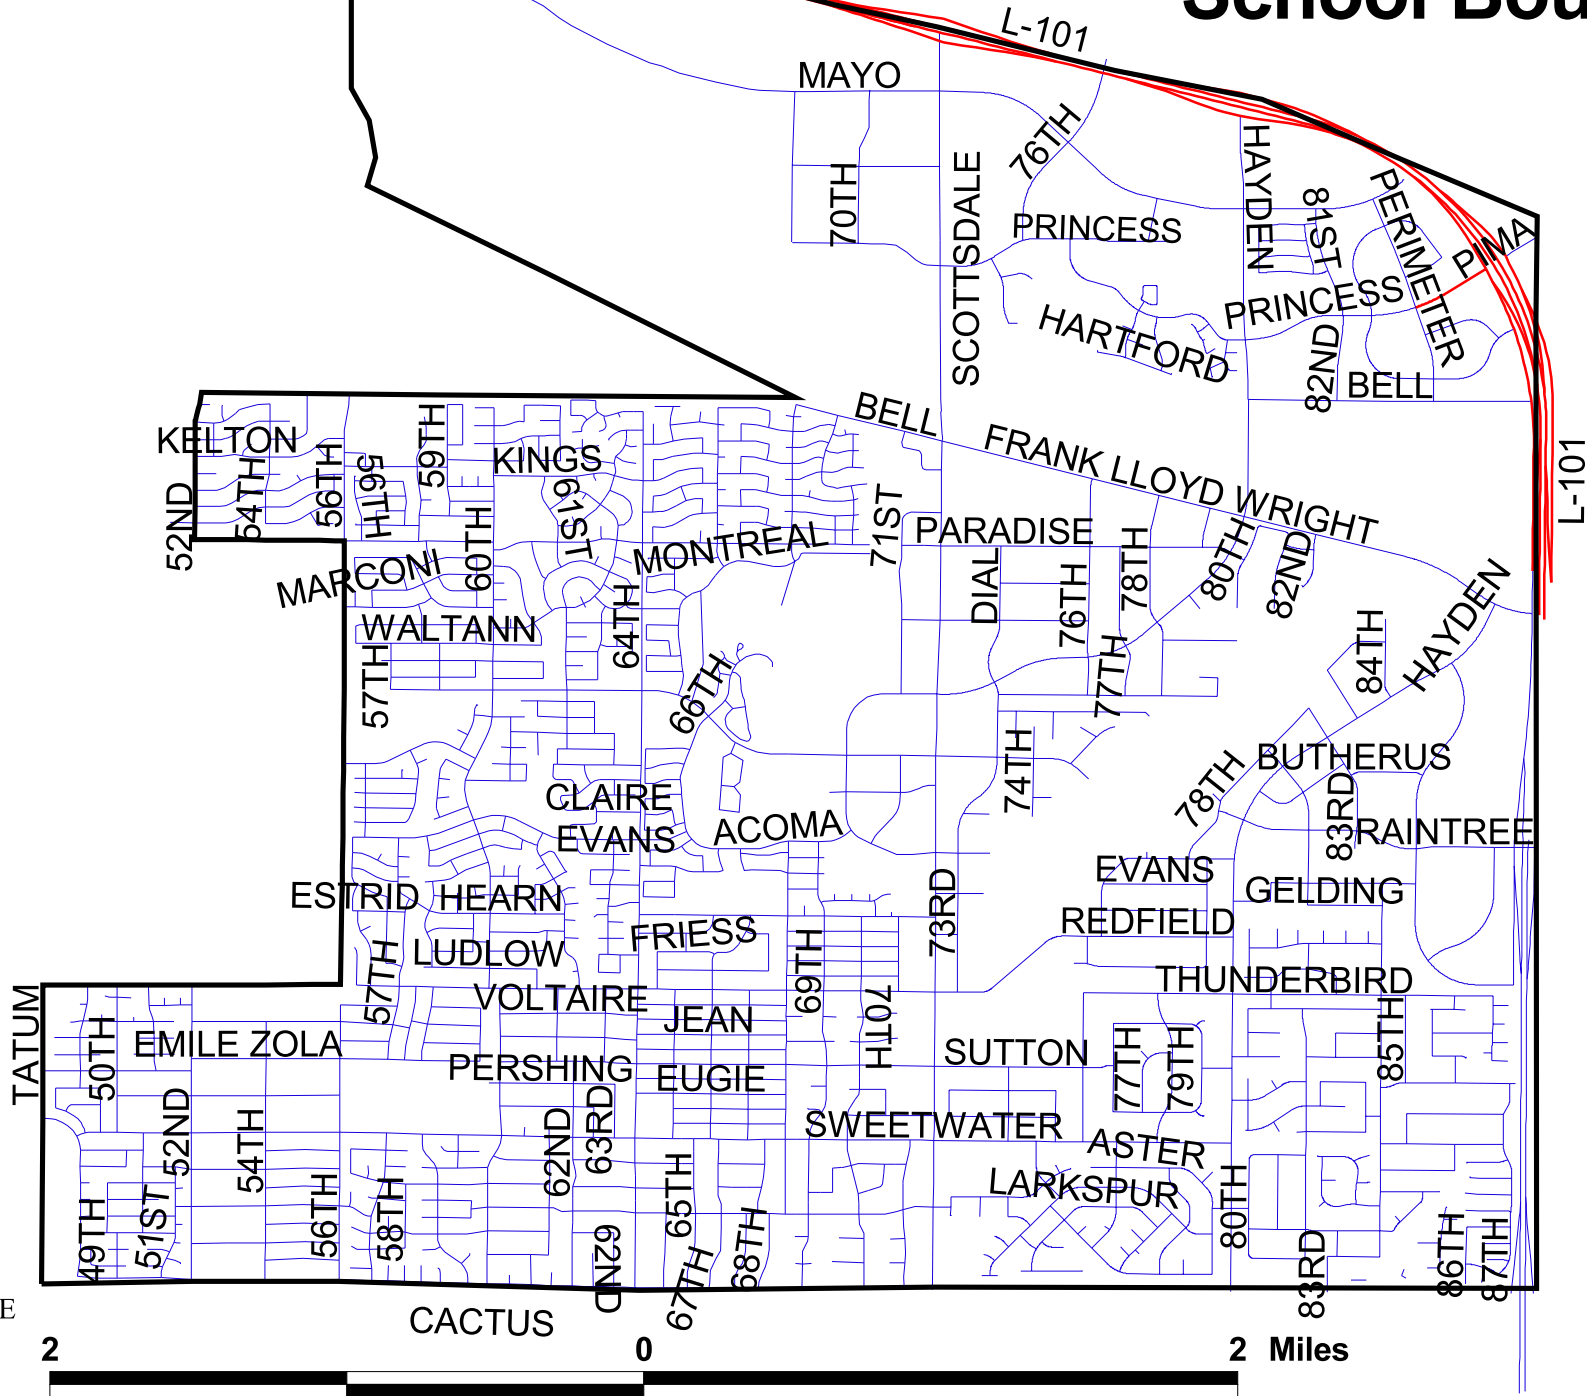 School Bou
L-101
MAYO
76TH
HAYDEN
70TH
SCOTTSDALE
81ST
PERIMETER
PRINCESS
PIMA
PRINCESS
HARTFORD
82ND
BELL
BELL
KELTON
59TH
KINGS
FRANK LLOYD WRIGHT
L-101
52ND
54TH
56TH
59TH
61ST
60TH
71ST
PARADISE
MONTREAL
78TH
80TH
82ND
MARCONI
DIAL
76TH
64TH
WALTANN
HAYDEN
84TH
57TH
66TH
77TH
74TH
BUTHERUS
78TH
CLAIRE
83RD
EVANS
ACOMA
RAINTREE
EVANS
ESTRID
HEARN
GELDING
73RD
REDFIELD
FRIESS
LUDLOW
69TH
57TH
THUNDERBIRD
VOLTAIRE
TATUM
JEAN
70TH
85TH
50TH
EMILE ZOLA
SUTTON
77TH
79TH
PERSHING
EUGIE
52ND
SWEETWATER
54TH
62ND
63RD
ASTER
LARKSPUR
65TH
80TH
49TH
51ST
56TH
58TH
62ND
67TH
68TH
83RD
86TH
87TH
E
CACTUS
2 0 2 Miles